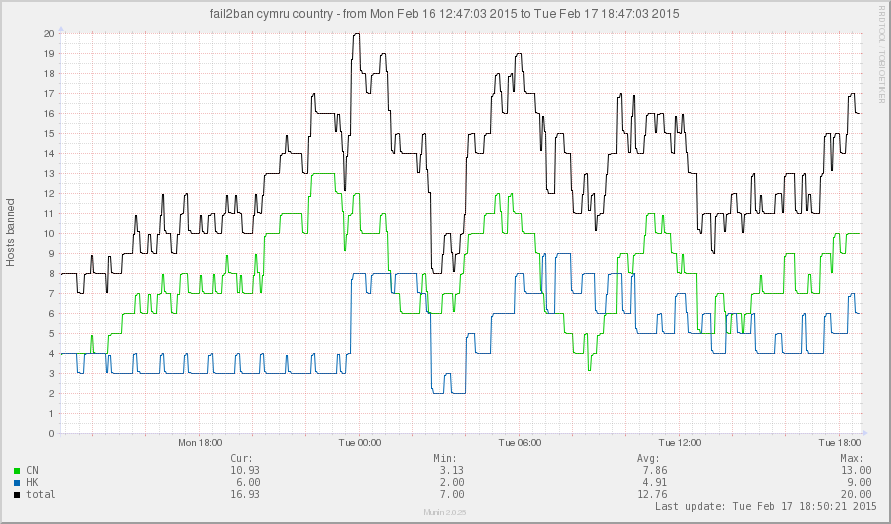 fail2ban cymru country - from Mon Feb 16 12:47:03 2015 to Tue Feb 17 18:47:03 2015
RRDTOOL / TOBI OETIKER
Hosts banned
20
19
18
17
16
15
14
13
12
11
10
9
8
7
6
5
4
3
2
1
0
Mon 18:00 Tue 00:00 Tue 06:00 Tue 12:00 Tue 18:00
Cur: Min: Avg: Max:
CN 10.93 3.13 7.86 13.00
HK 6.00 2.00 4.91 9.00
total 16.93 7.00 12.76 20.00
Last update: Tue Feb 17 18:50:21 2015
Munin 2.0.25